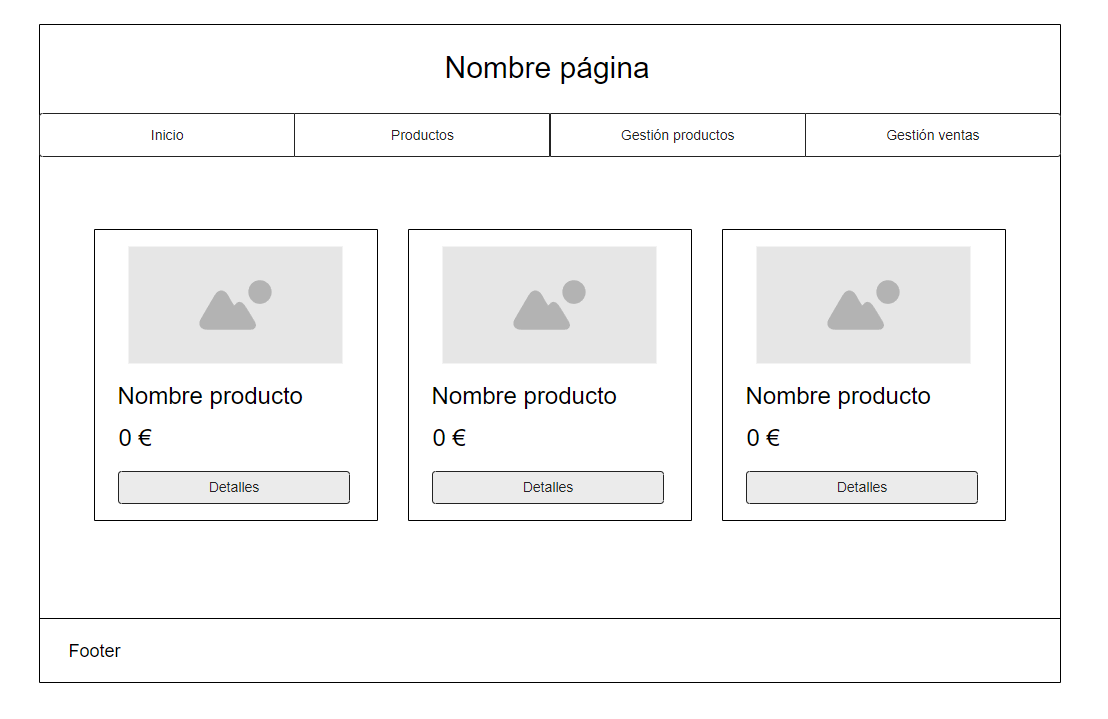 Nombre página
Inicio
Productos
Gestión productos
Gestión ventas
Nombre producto
0 €
Detalles
Nombre producto
0 €
Detalles
Nombre producto
0 €
Detalles
Footer